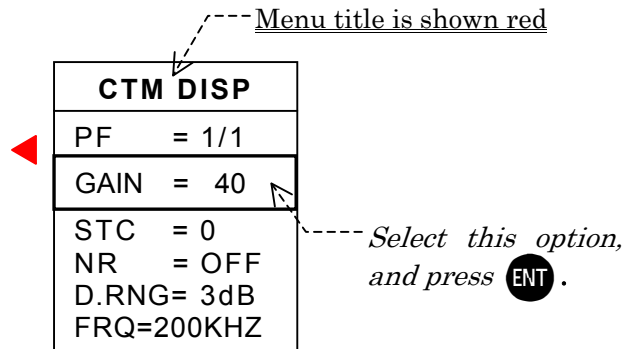 Menu title is shown red
CTM DISP
PF = 1/1
GAIN = 40
STC = 0
NR = OFF
D.RNG= 3dB
FRQ=200KHZ
Select this option,
and press ENT .